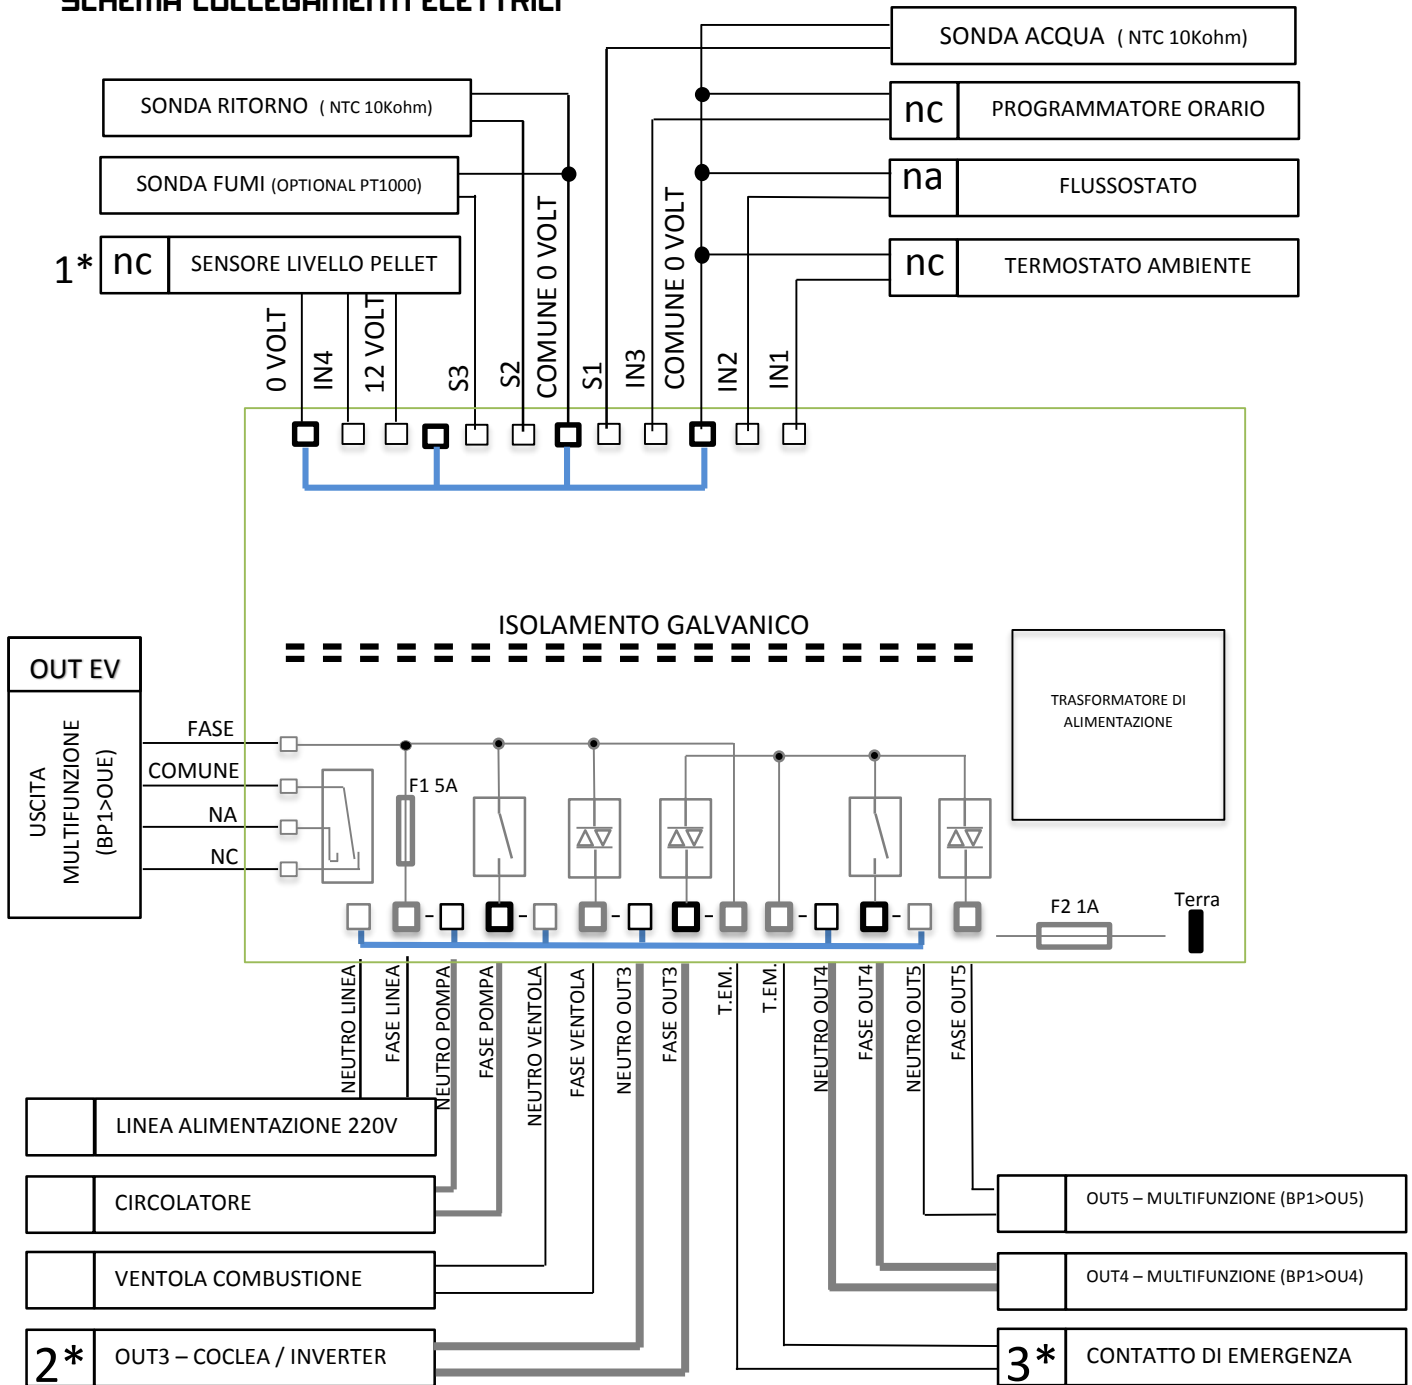 SCHEMA COLLEGAMENTI ELETTRICI
SONDA ACQUA ( NTC 10Kohm)
SONDA RITORNO ( NTC 10Kohm)
nc PROGRAMMATORE ORARIO
SONDA FUMI (OPTIONAL PT1000)
na FLUSSOSTATO
1* nc SENSORE LIVELLO PELLET
nc TERMOSTATO AMBIENTE
0 VOLT
IN4
12 VOLT
S3
S2
COMUNE 0 VOLT
S1
IN3
COMUNE 0 VOLT
IN2
IN1
ISOLAMENTO GALVANICO
OUT EV
USCITA
MULTIFUNZIONE
(BP1>OUE)
FASE
COMUNE
NA
NC
F1 5A
TRASFORMATORE DI
ALIMENTAZIONE
F2 1A
Terra
NEUTRO LINEA
FASE LINEA
NEUTRO POMPA
FASE POMPA
NEUTRO VENTOLA
FASE VENTOLA
NEUTRO OUT3
FASE OUT3
T.EM.
T.EM.
NEUTRO OUT4
FASE OUT4
NEUTRO OUT5
FASE OUT5
LINEA ALIMENTAZIONE 220V
CIRCOLATORE
VENTOLA COMBUSTIONE
2* OUT3 – COCLEA / INVERTER
OUT5 – MULTIFUNZIONE (BP1>OU5)
OUT4 – MULTIFUNZIONE (BP1>OU4)
3* CONTATTO DI EMERGENZA